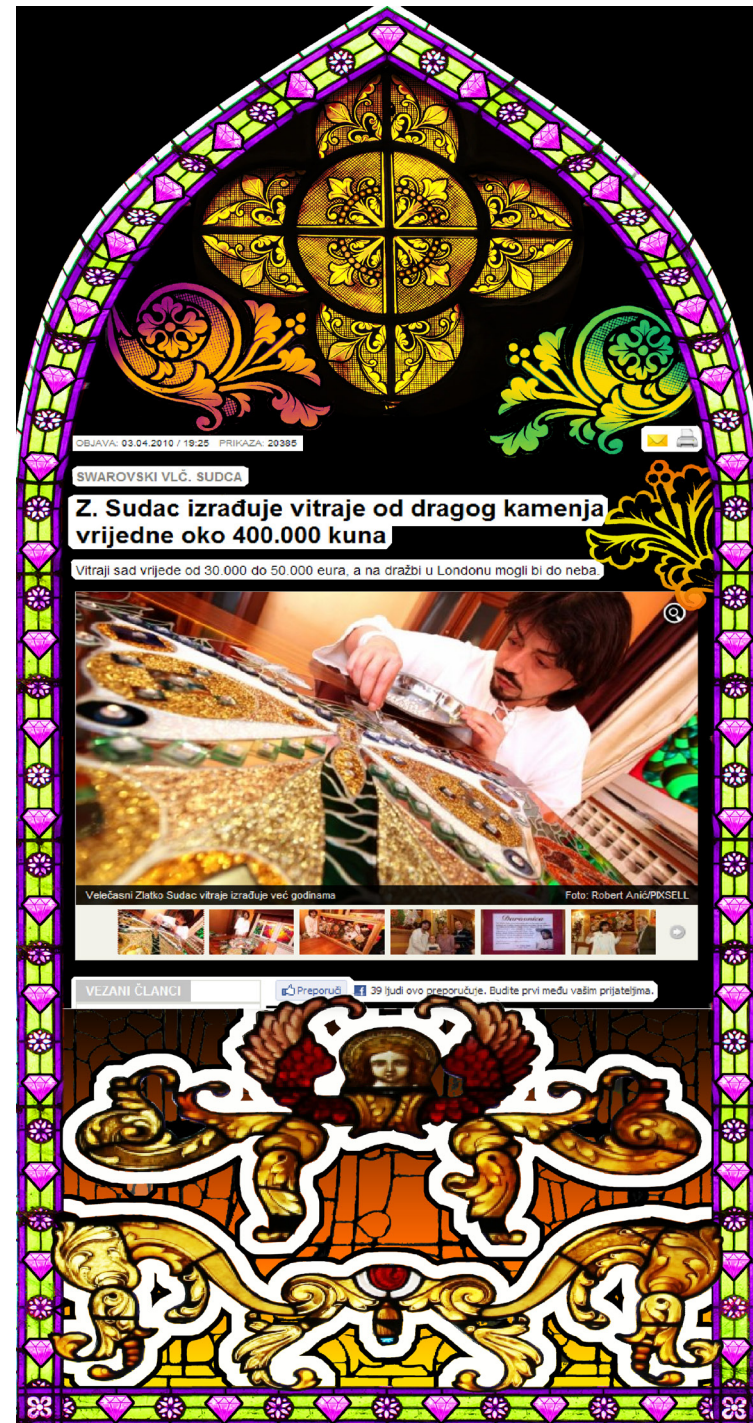 OBJAVA: 03.04.2010 / 19:25 PRIKAZA: 20385
SWAROVSKI VLČ. SUDCA
Z. Sudac izrađuje vitraje od dragog kamenja
vrijedne oko 400.000 kuna
Vitraji sad vrijede od 30.000 do 50.000 eura, a na dražbi u Londonu mogli bi do neba.
Velečasni Zlatko Sudac vitraje izrađuje već godinama
Foto: Robert Anić/PIXSELL
VEZANI ČLANCI
Preporuči
39 ljudi ovo preporučuje. Budite prvi među vašim prijateljima.